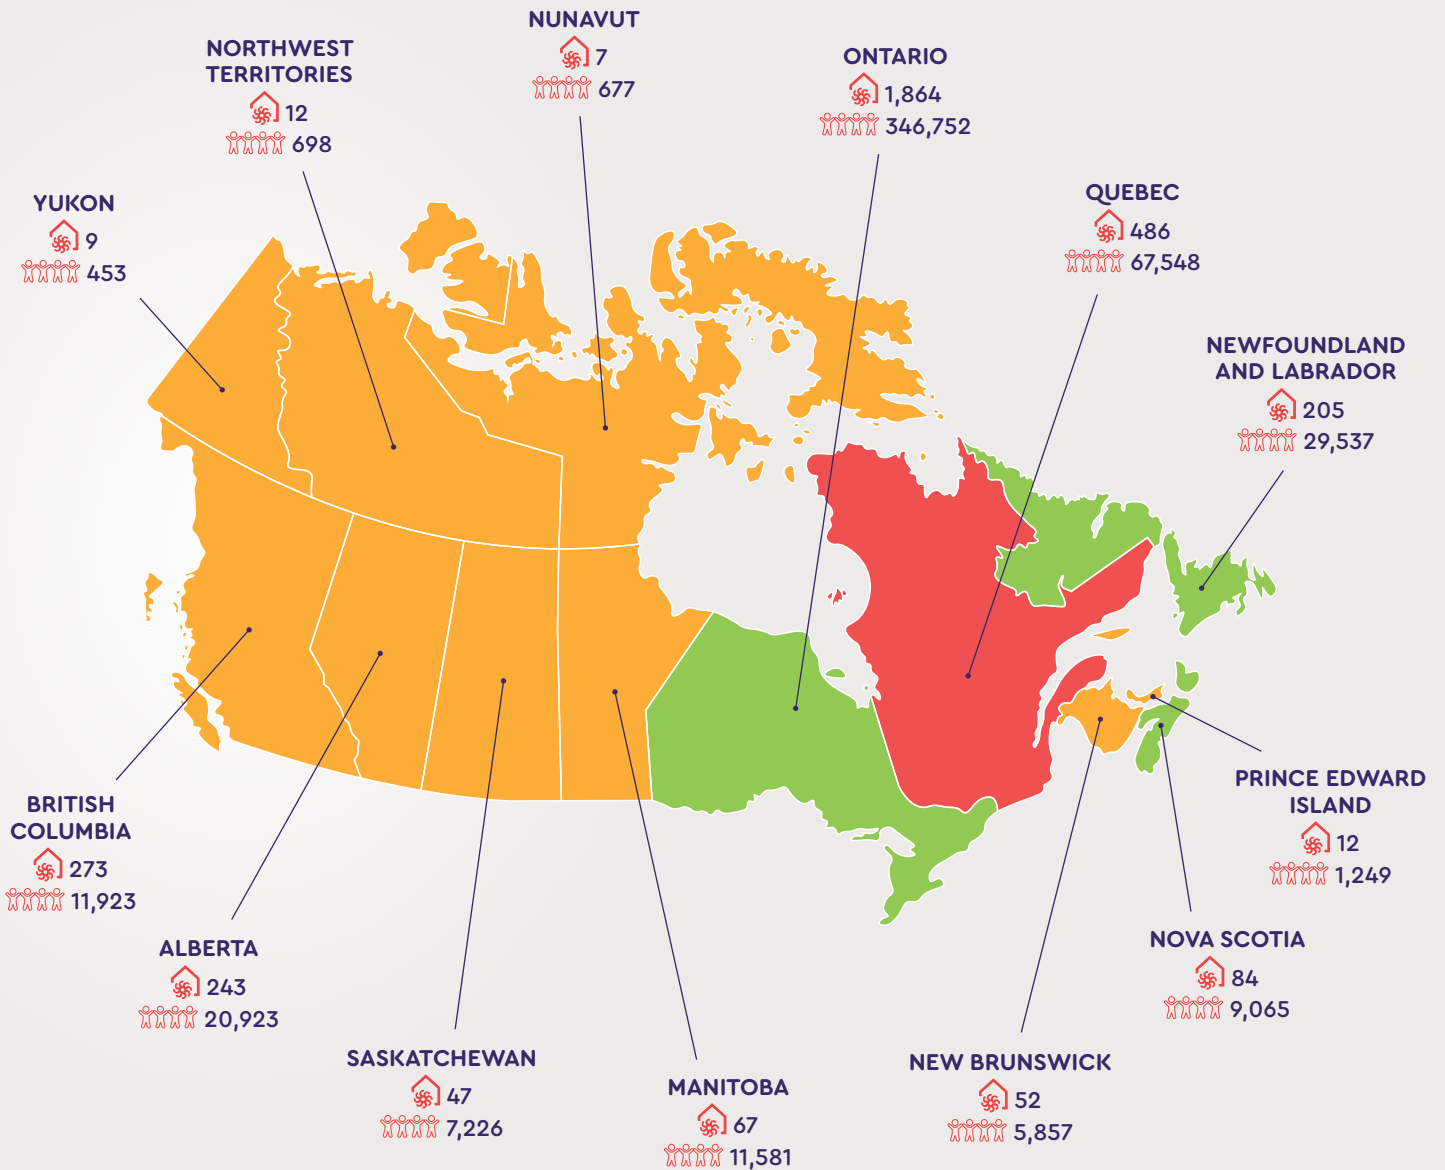 NUNAVUT
7
677
NORTHWEST
TERRITORIES
12
698
ONTARIO
1,864
346,752
YUKON
9
453
QUEBEC
486
67,548
NEWFOUNDLAND
AND LABRADOR
205
29,537
BRITISH
COLUMBIA
273
11,923
PRINCE EDWARD
ISLAND
12
1,249
ALBERTA
243
20,923
NOVA SCOTIA
84
9,065
SASKATCHEWAN
47
7,226
MANITOBA
67
11,581
NEW BRUNSWICK
52
5,857